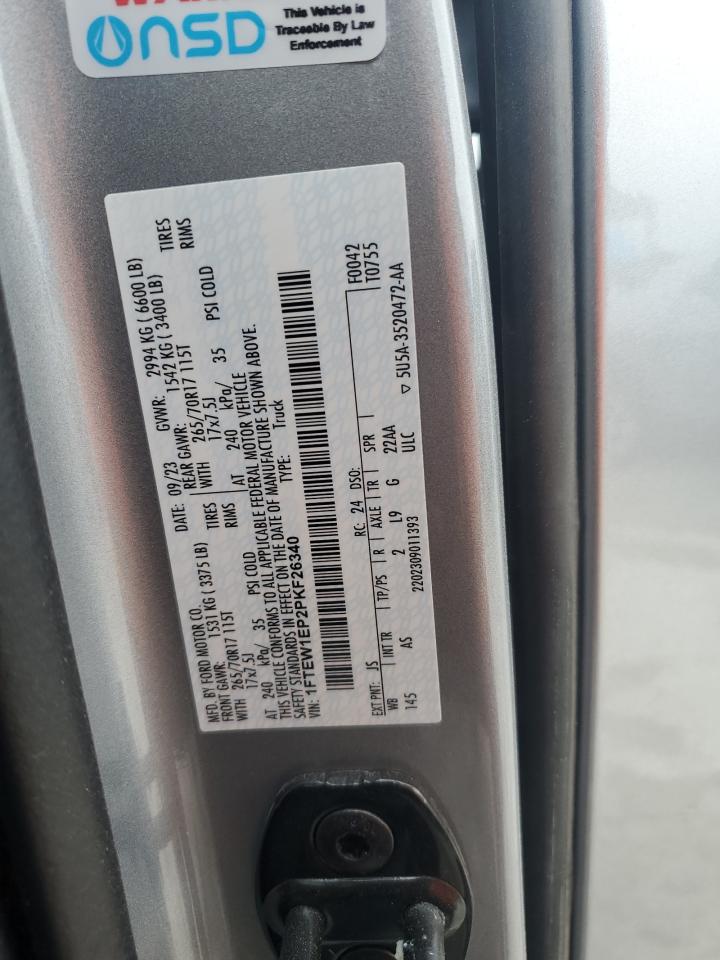 NSD
This Vehicle is
Traceable By Law
Enforcement
MFD. BY FORD MOTOR CO.
DATE: 09/23 GVWR: 2994 KG ( 6600 LB)
FRONT GAWR: 1531 KG ( 3375 LB) REAR GAWR: 1542 KG ( 3400 LB)
WITH 265/70R17 115T TIRES WITH 265/70R17 115T TIRES
17x7.5J RIMS 17x7.5J RIMS
AT 240 kPa/ 35 PSI COLD AT 240 kPa/ 35 PSI COLD
THIS VEHICLE CONFORMS TO ALL APPLICABLE FEDERAL MOTOR VEHICLE
SAFETY STANDARDS IN EFFECT ON THE DATE OF MANUFACTURE SHOWN ABOVE.
VIN: 1FTEW1EP2PKF26340 TYPE: Truck
F0042
T0755
EXT PNT: JS RC: 24 DSO:
WB INT TR TP/PS R AXLE TR SPR
145 AS 2 L9 G 22AA
2202309011393 ULC
▽ 5U5A-3520472-AA